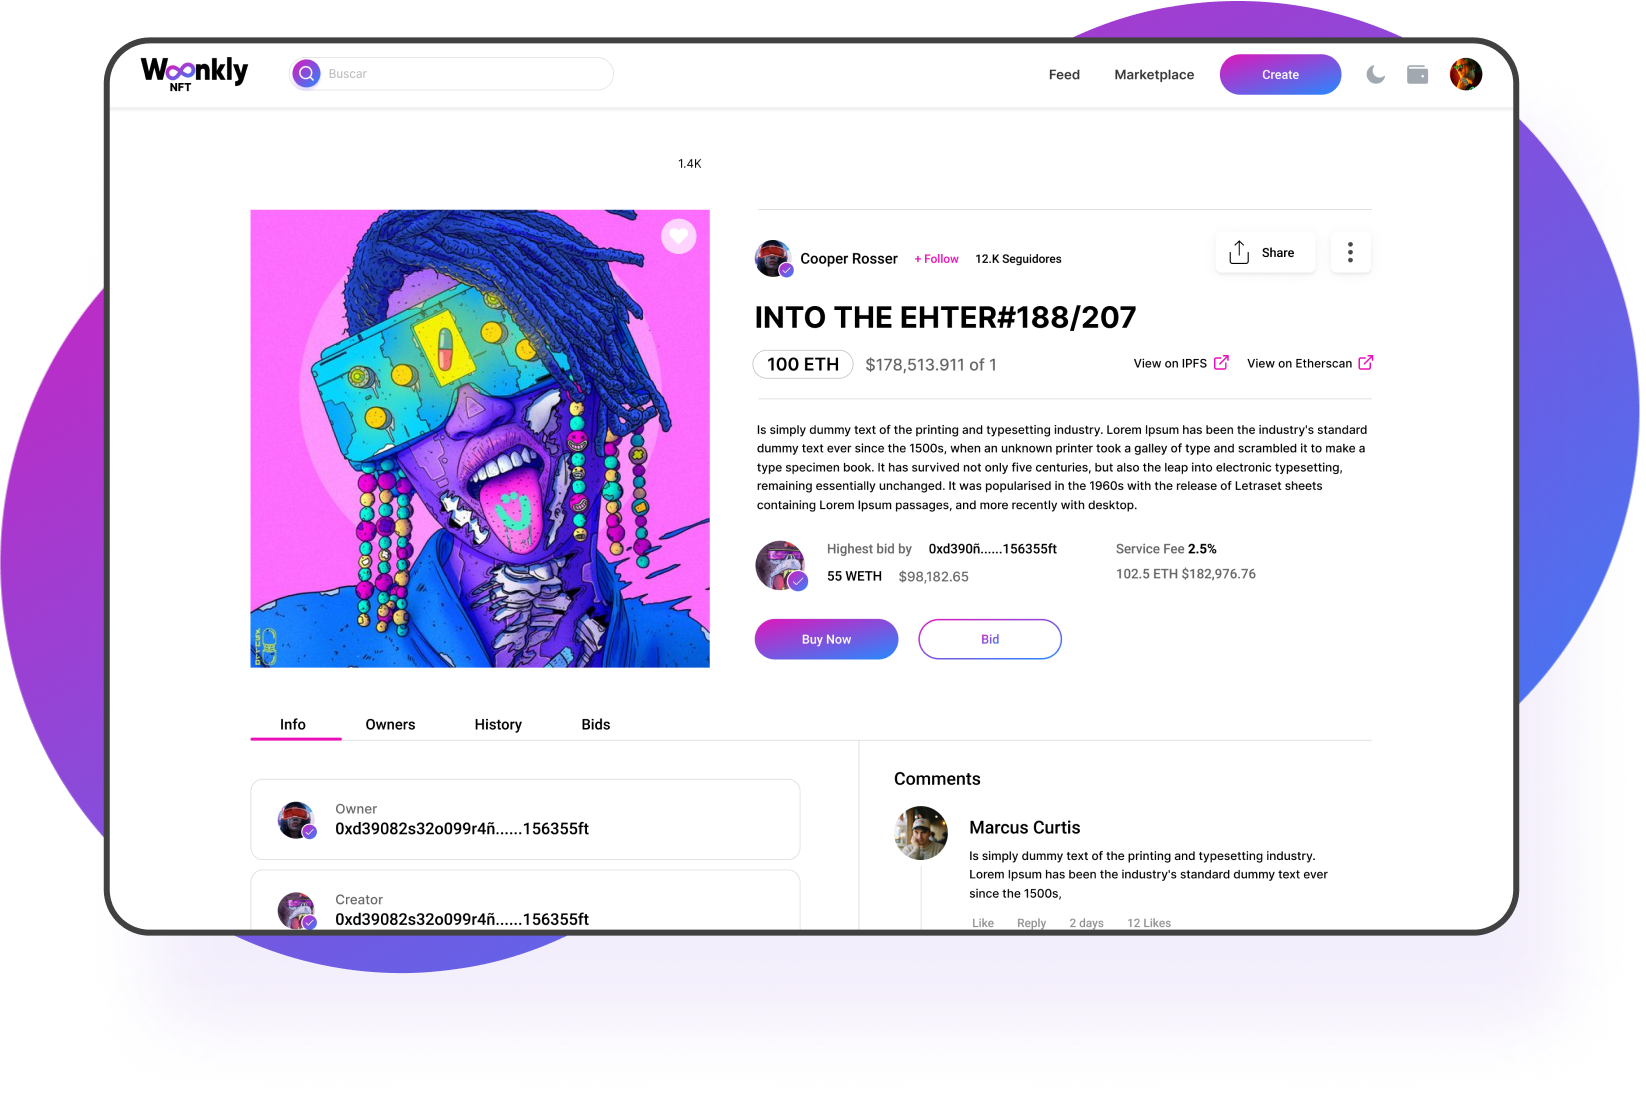 Woonkly
NFT
Buscar
Feed
Marketplace
Create
1.4K
Cooper Rosser
+ Follow
12.K Seguidores
Share
INTO THE EHTER#188/207
100 ETH
$178,513.911 of 1
View on IPFS
View on Etherscan
Is simply dummy text of the printing and typesetting industry. Lorem Ipsum has been the industry's standard
dummy text ever since the 1500s, when an unknown printer took a galley of type and scrambled it to make a
type specimen book. It has survived not only five centuries, but also the leap into electronic typesetting,
remaining essentially unchanged. It was popularised in the 1960s with the release of Letraset sheets
containing Lorem Ipsum passages, and more recently with desktop.
Highest bid by 0xd390ñ......156355ft
55 WETH $98,182.65
Service Fee 2.5%
102.5 ETH $182,976.76
Buy Now
Bid
Info
Owners
History
Bids
Owner
0xd39082s32o099r4ñ......156355ft
Creator
0xd39082s32o099r4ñ......156355ft
Comments
Marcus Curtis
Is simply dummy text of the printing and typesetting industry.
Lorem Ipsum has been the industry's standard dummy text ever
since the 1500s,
Like
Reply
2 days
12 Likes